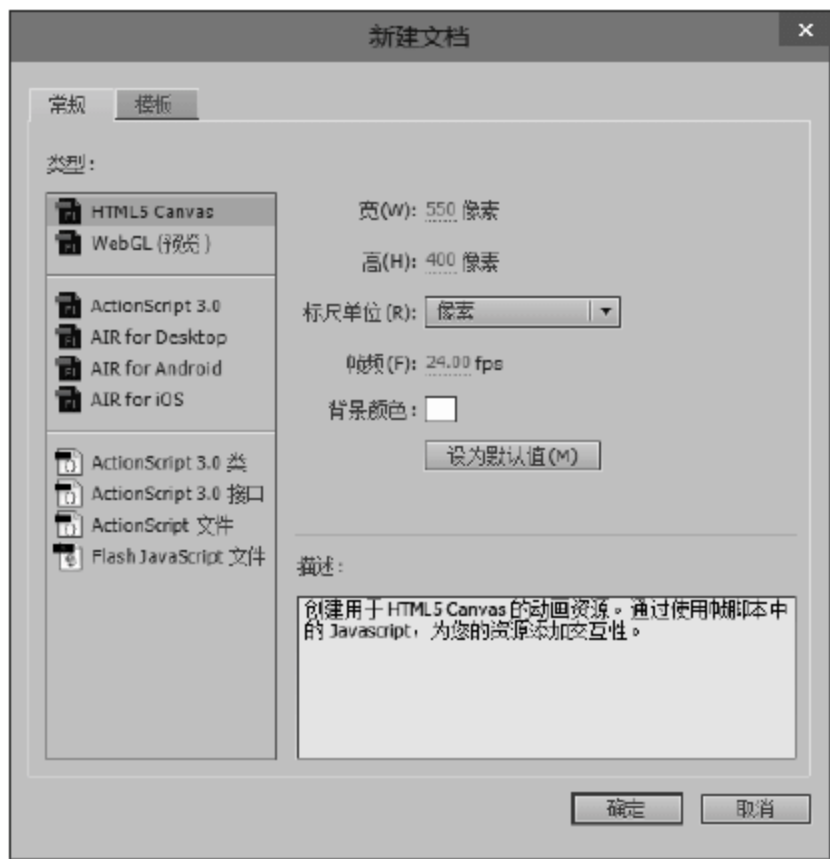 新建文档
常规 模板
类型：
HTML5 Canvas
WebGL (预览)
ActionScript 3.0
AIR for Desktop
AIR for Android
AIR for iOS
ActionScript 3.0 类
ActionScript 3.0 接口
ActionScript 文件
Flash JavaScript 文件
宽(W): 550 像素
高(H): 400 像素
标尺单位(R): 像素
帧频(F): 24.00 fps
背景颜色：
设为默认值(M)
描述：
创建用于 HTML5 Canvas 的动画资源。通过使用帧脚本中
的 Javascript，为您的资源添加交互性。
确定 取消